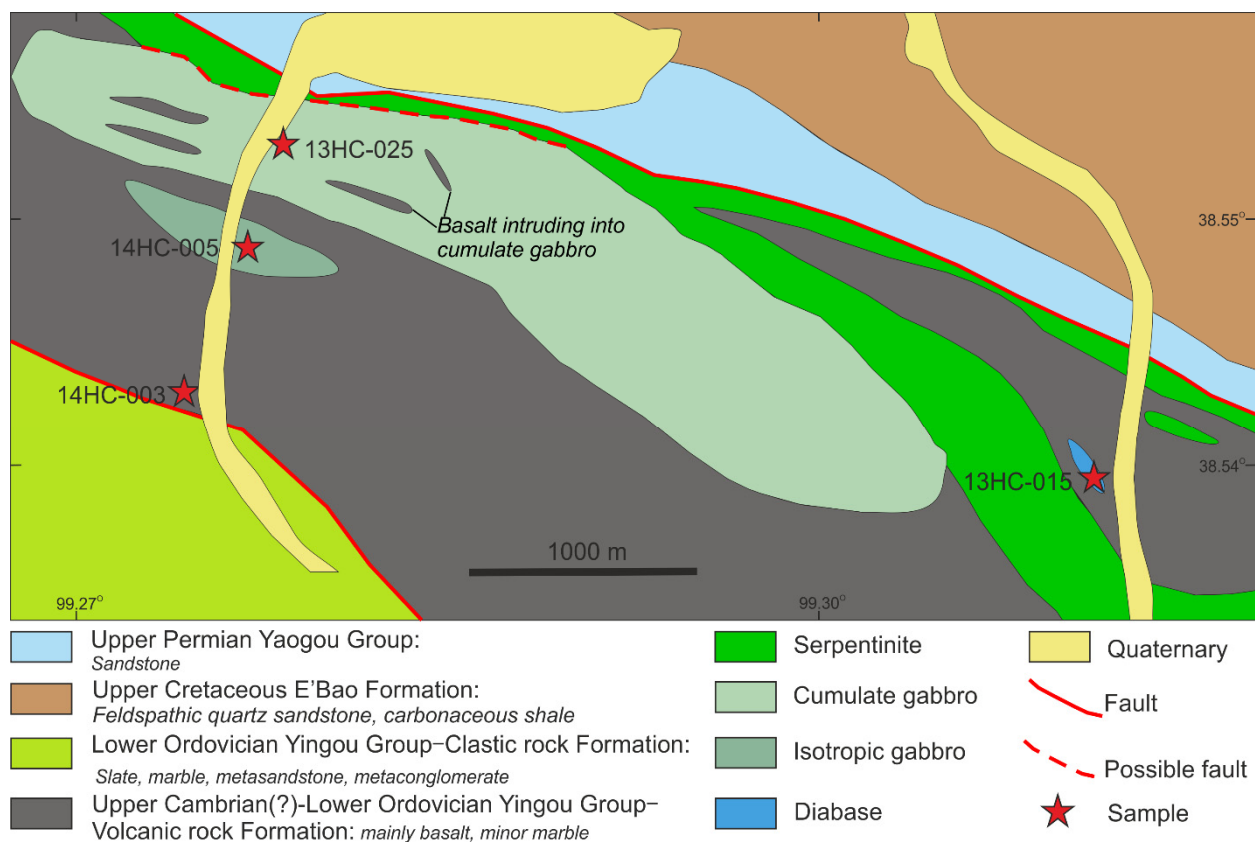 13HC-025
38.55°
Basalt intruding into
cumulate gabbro
14HC-005
14HC-003
38.54°
13HC-015
1000 m
99.27°
99.30°
Upper Permian Yaogou Group:
Sandstone
Upper Cretaceous E'Bao Formation:
Feldspathic quartz sandstone, carbonaceous shale
Lower Ordovician Yingou Group–Clastic rock Formation:
Slate, marble, metasandstone, metaconglomerate
Upper Cambrian(?)-Lower Ordovician Yingou Group–
Volcanic rock Formation: mainly basalt, minor marble
Serpentinite
Cumulate gabbro
Isotropic gabbro
Diabase
Quaternary
Fault
Possible fault
Sample